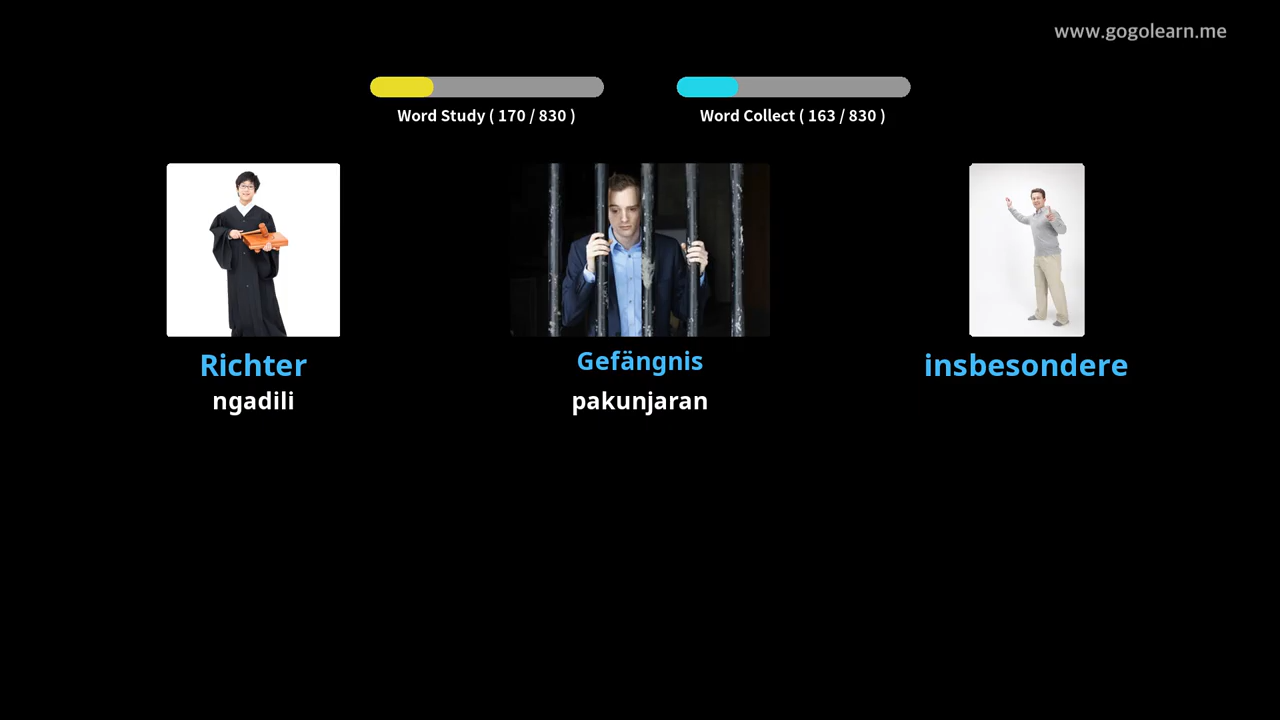 www.gogolearn.me
Word Study ( 170 / 830 )
Word Collect ( 163 / 830 )
Richter
ngadili
Gefängnis
pakunjaran
insbesondere